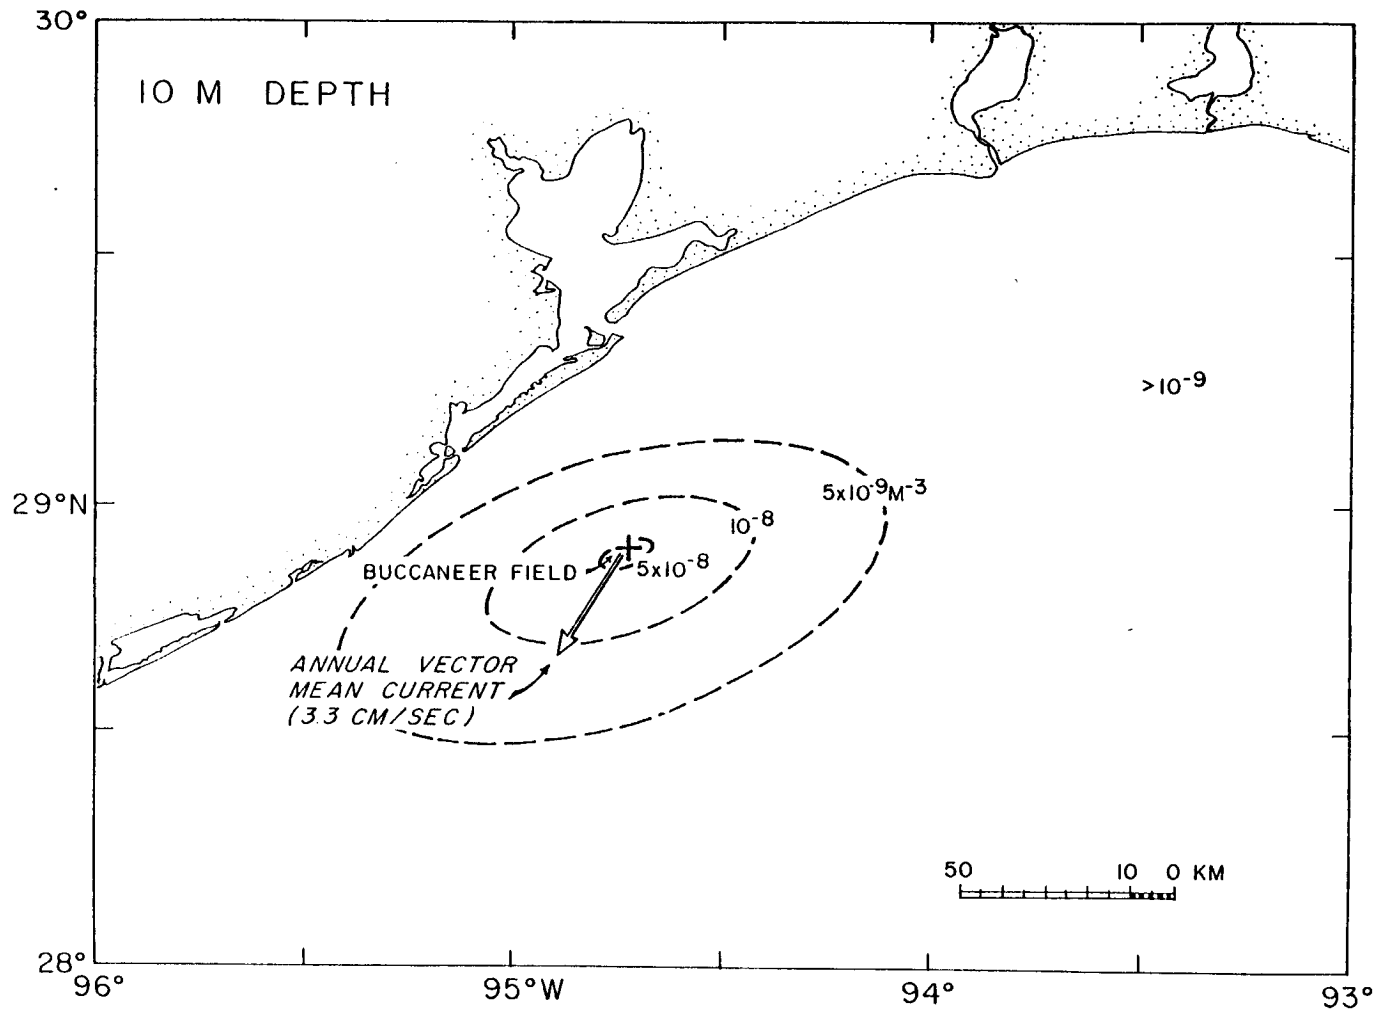 30°
10 M DEPTH
>10⁻⁹
29°N
5x10⁻⁹M⁻³
10⁻⁸
BUCCANEER FIELD
5x10⁻⁸
ANNUAL VECTOR
MEAN CURRENT
(3.3 CM/SEC)
50 10 0 KM
28°
96° 95°W 94° 93°